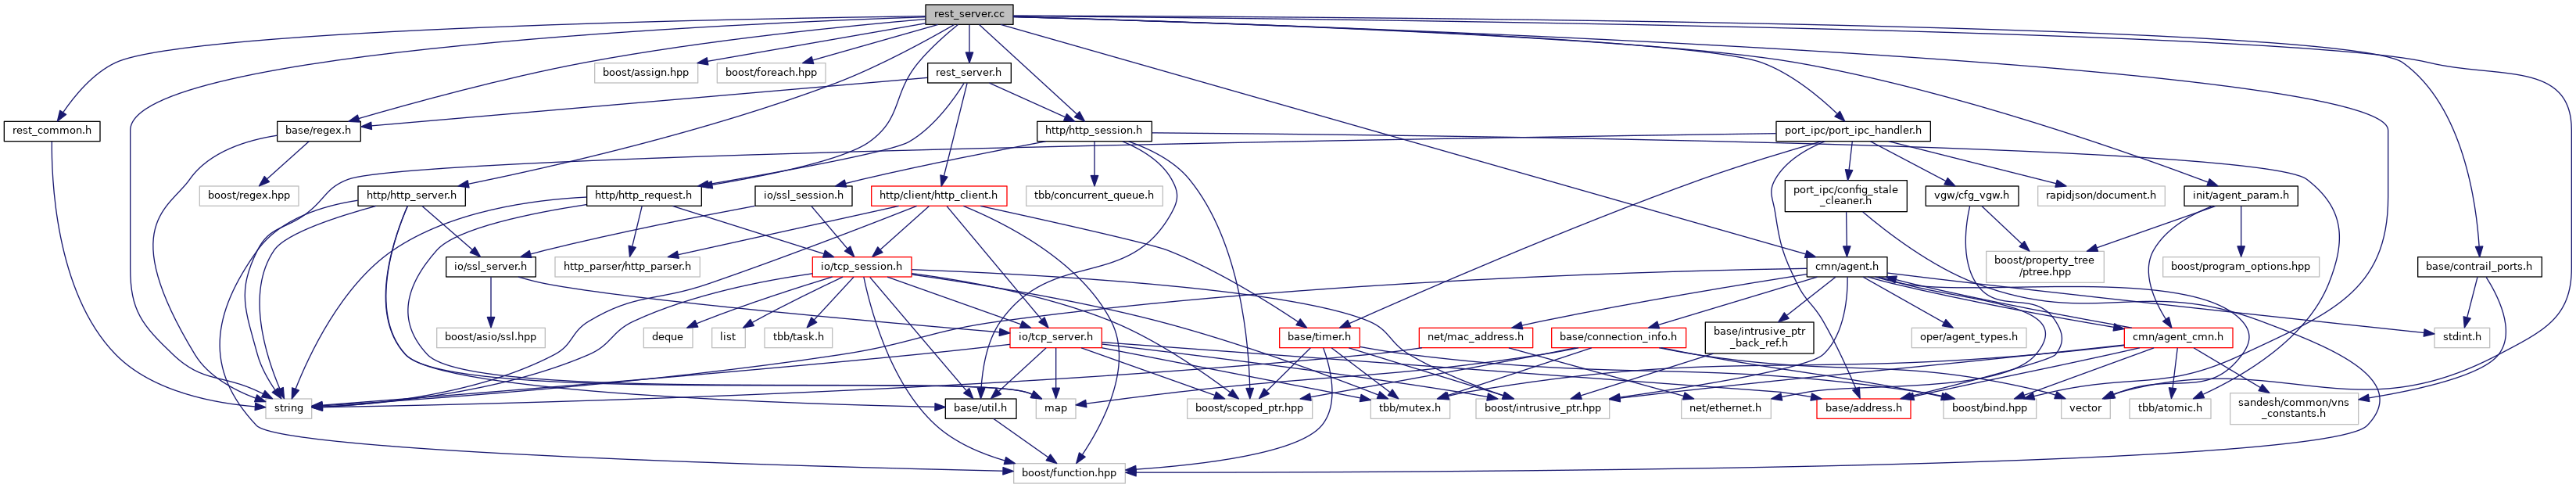 rest_server.cc
boost/assign.hpp
boost/foreach.hpp
rest_server.h
rest_common.h
base/regex.h
http/http_session.h
port_ipc/port_ipc_handler.h
boost/regex.hpp
http/http_server.h
http/http_request.h
io/ssl_session.h
http/client/http_client.h
tbb/concurrent_queue.h
port_ipc/config_stale
_cleaner.h
vgw/cfg_vgw.h
rapidjson/document.h
init/agent_param.h
io/ssl_server.h
http_parser/http_parser.h
io/tcp_session.h
cmn/agent.h
boost/property_tree
/ptree.hpp
boost/program_options.hpp
base/contrail_ports.h
boost/asio/ssl.hpp
deque
list
tbb/task.h
io/tcp_server.h
base/timer.h
net/mac_address.h
base/connection_info.h
base/intrusive_ptr
_back_ref.h
oper/agent_types.h
cmn/agent_cmn.h
stdint.h
string
base/util.h
map
boost/scoped_ptr.hpp
tbb/mutex.h
boost/intrusive_ptr.hpp
net/ethernet.h
base/address.h
boost/bind.hpp
vector
tbb/atomic.h
sandesh/common/vns
_constants.h
boost/function.hpp